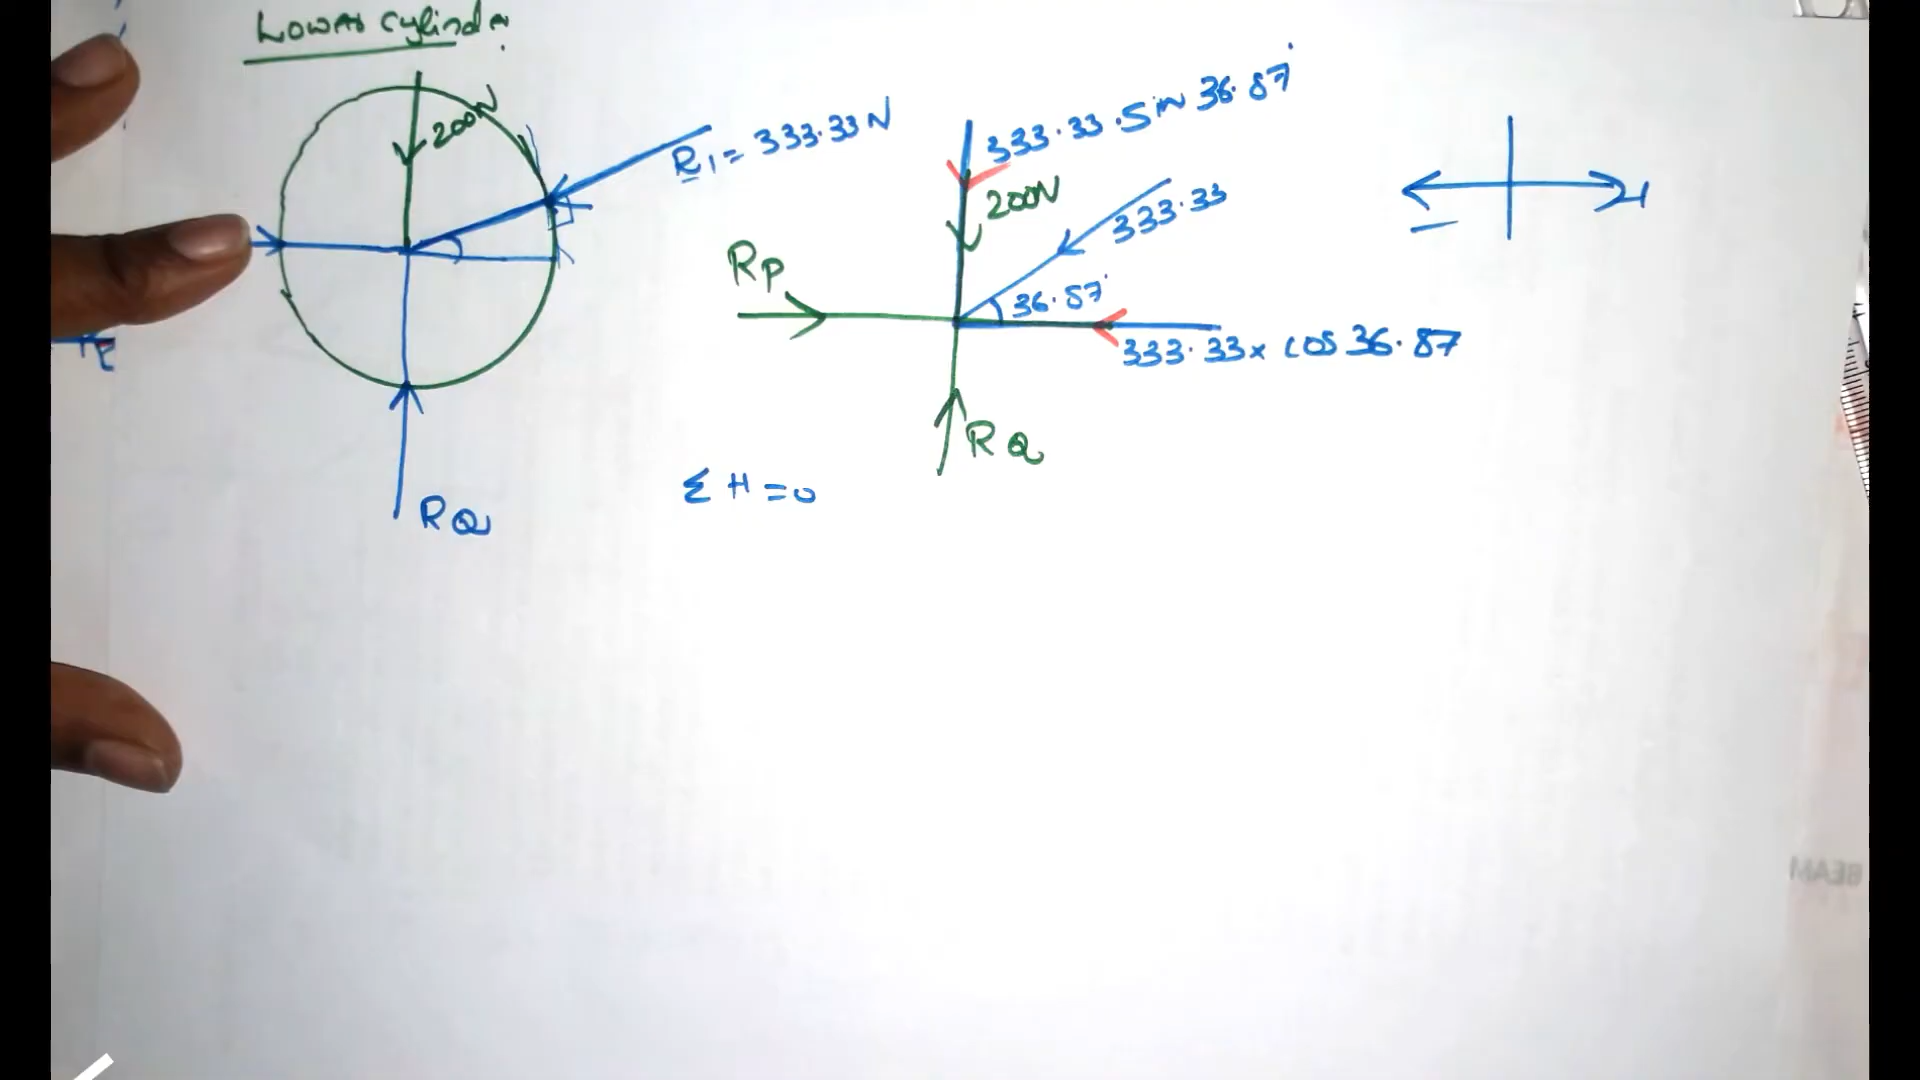 Lower cylinder
200N
R1 = 333.33 N
RQ
333.33.Sin 36.87°
200N
333.33
RP
36.87°
333.33 x cos 36.87
RQ
Σ H = 0
BEAM